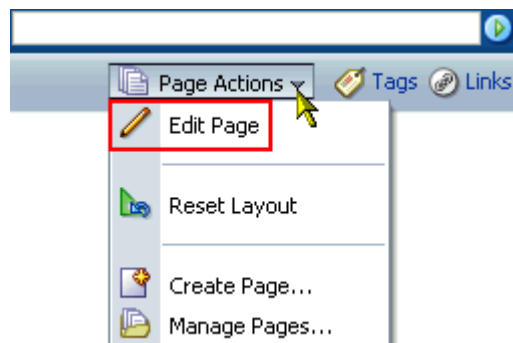 Page Actions Tags Links
Edit Page
Reset Layout
Create Page...
Manage Pages...